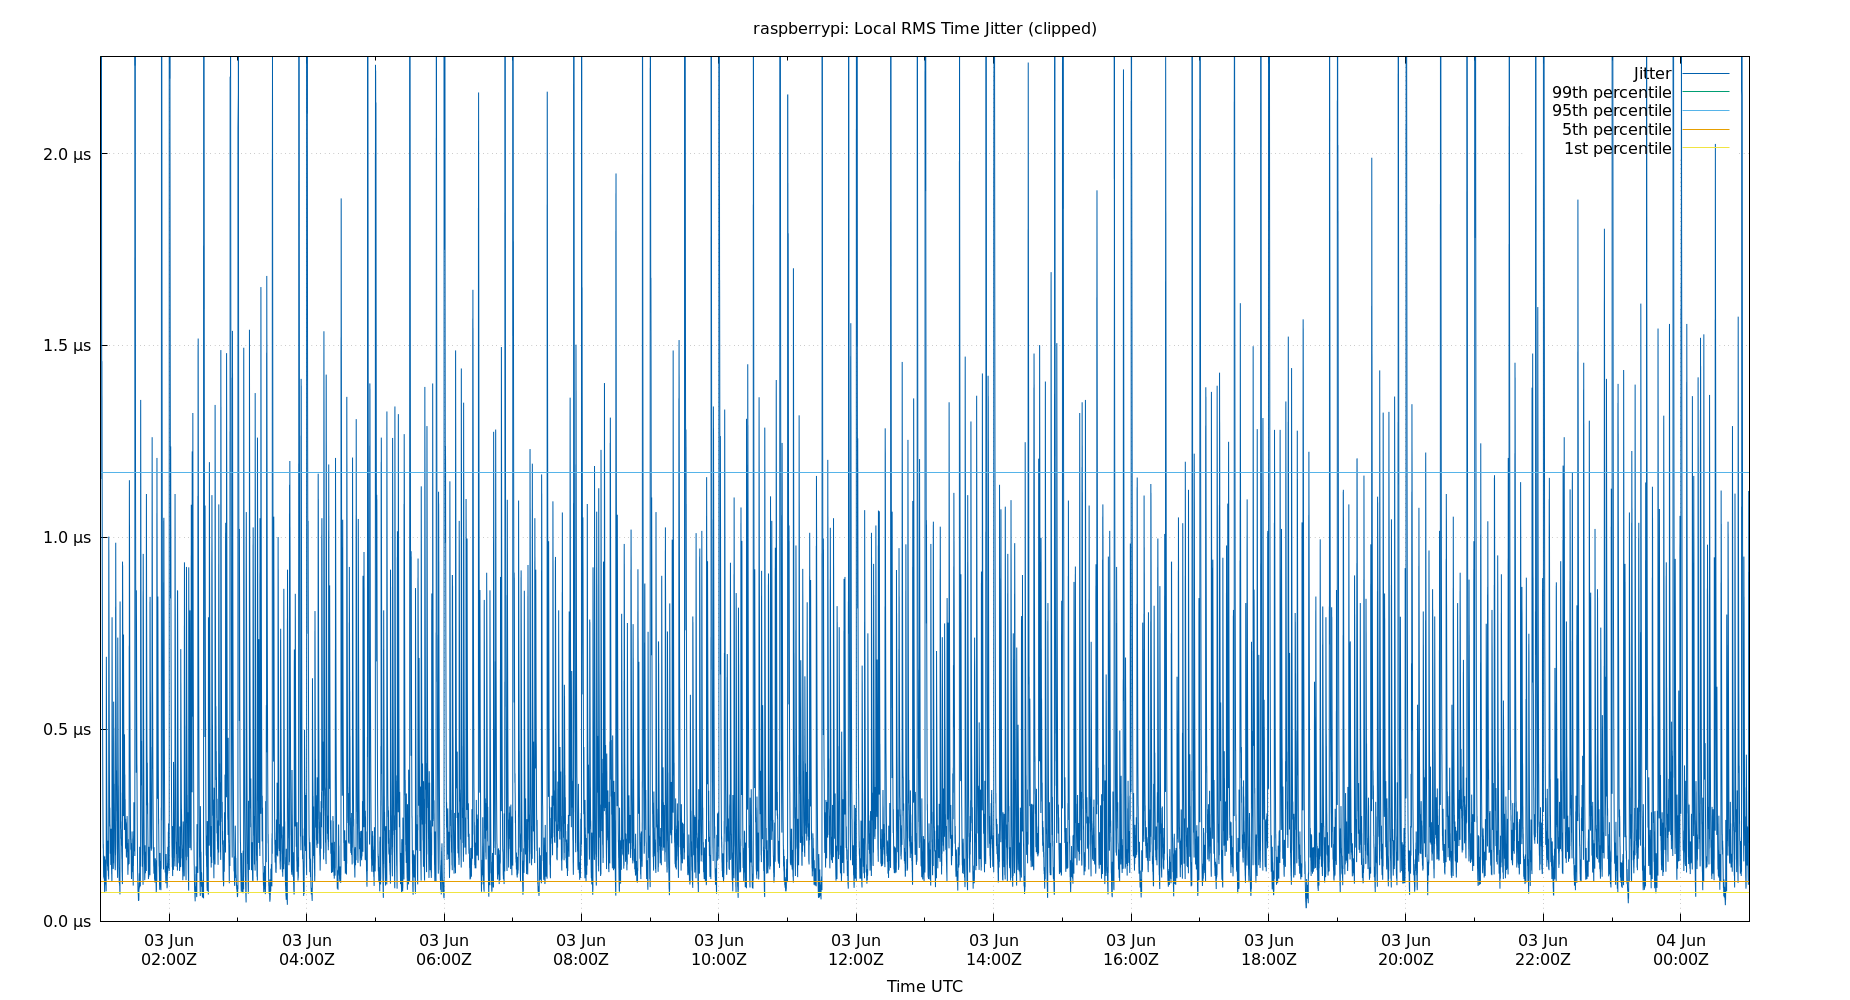 raspberrypi: Local RMS Time Jitter (clipped)
Jitter
99th percentile
95th percentile
5th percentile
1st percentile
2.0 µs
1.5 µs
1.0 µs
0.5 µs
0.0 µs
03 Jun 03 Jun 03 Jun 03 Jun 03 Jun 03 Jun 03 Jun 03 Jun 03 Jun 03 Jun 03 Jun 04 Jun
02:00Z 04:00Z 06:00Z 08:00Z 10:00Z 12:00Z 14:00Z 16:00Z 18:00Z 20:00Z 22:00Z 00:00Z
Time UTC